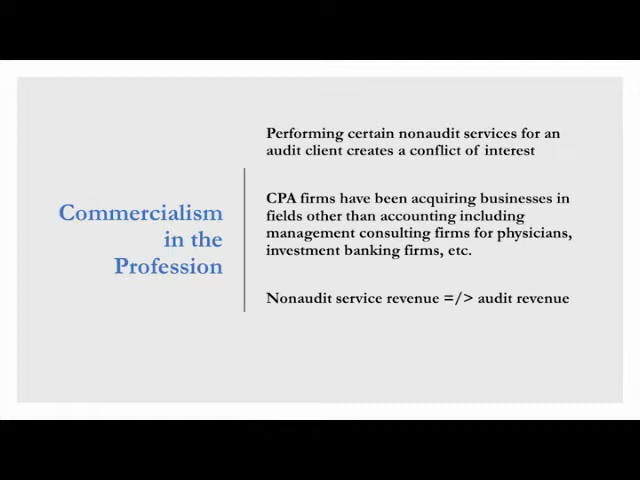 Commercialism
in the
Profession
Performing certain nonaudit services for an
audit client creates a conflict of interest
CPA firms have been acquiring businesses in
fields other than accounting including
management consulting firms for physicians,
investment banking firms, etc.
Nonaudit service revenue =/> audit revenue